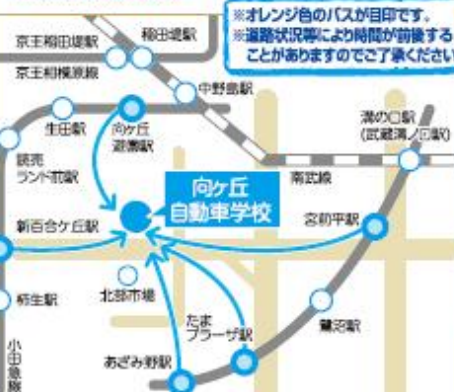 ※オレンジ色のバスが目印です。
※道路状況等により時間が前後する
ことがありますのでご了承ください
京王稲田堤駅
稲田堤駅
京王相模原線
中野島駅
生田駅
向ヶ丘
遊園駅
溝の口駅
(武蔵溝ノ口駅)
読売
ランド前駅
南武線
向ヶ丘
自動車学校
新百合ヶ丘駅
宮前平駅
北部市場
柿生駅
たま
プラーザ駅
鷺沼駅
あざみ野駅
小田急線